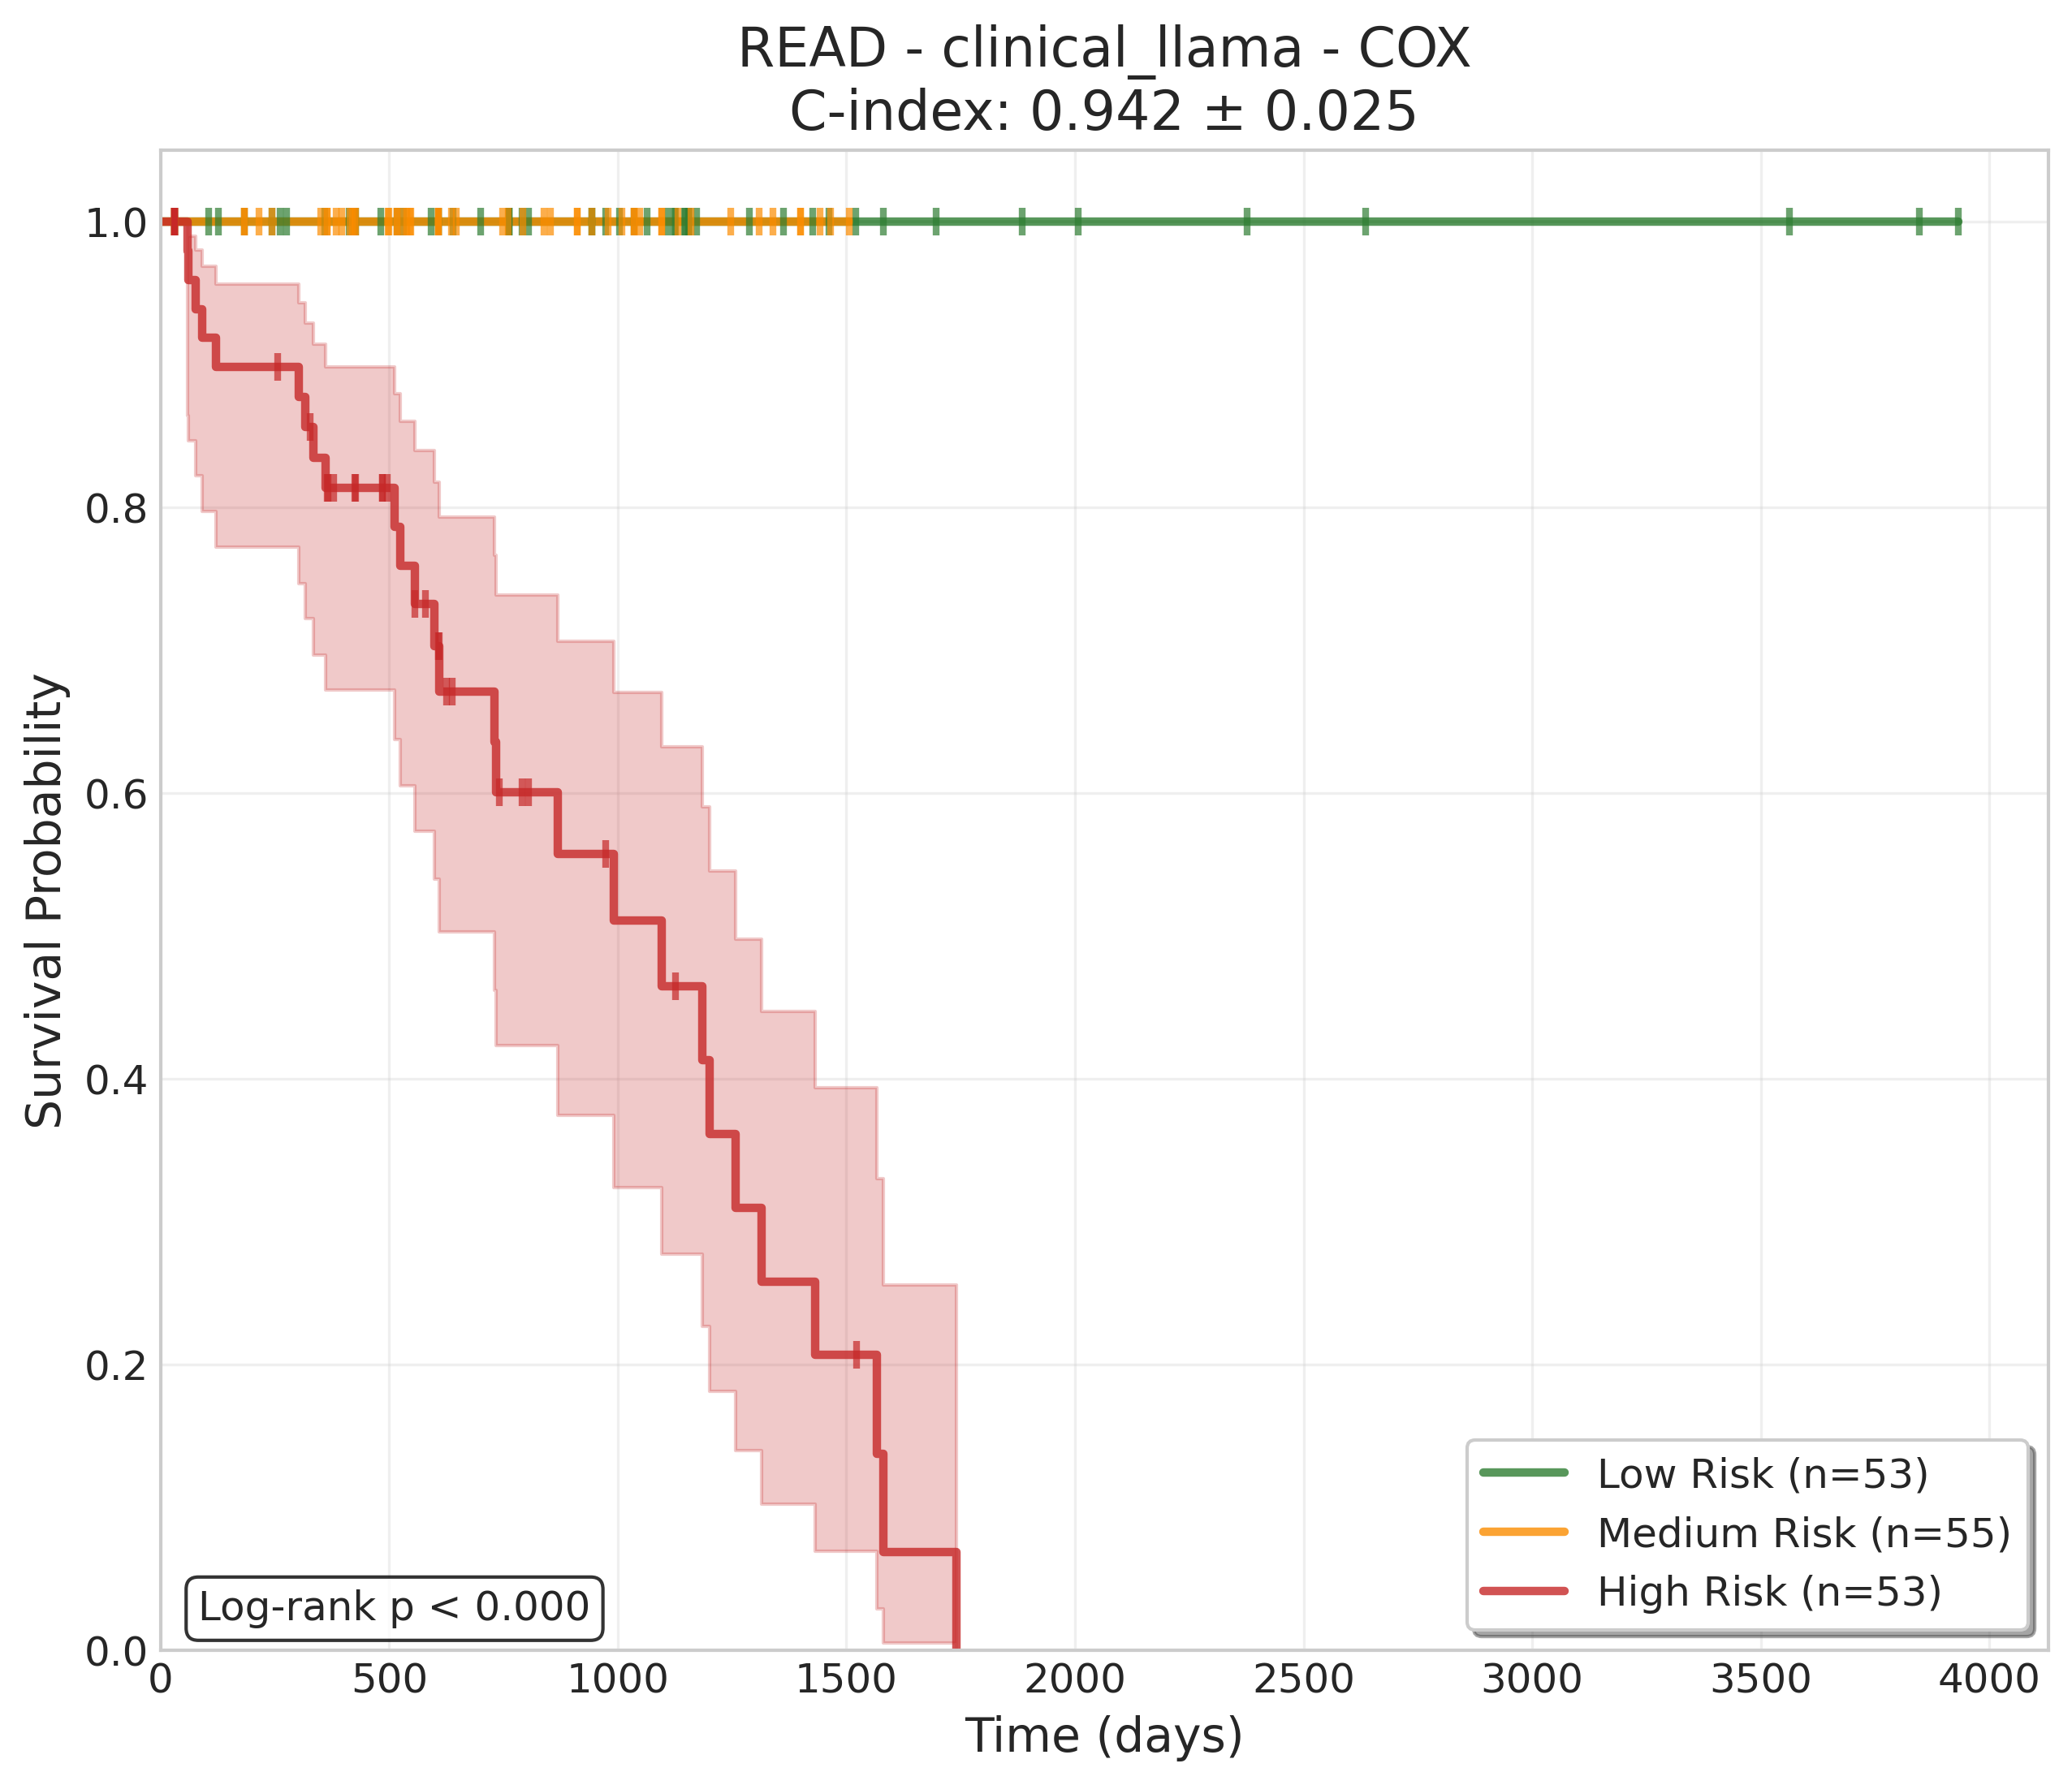 READ - clinical_llama - COX
C-index: 0.942 ± 0.025
Survival Probability
1.0
0.8
0.6
0.4
0.2
0.0
Log-rank p < 0.000
Low Risk (n=53)
Medium Risk (n=55)
High Risk (n=53)
0 500 1000 1500 2000 2500 3000 3500 4000
Time (days)